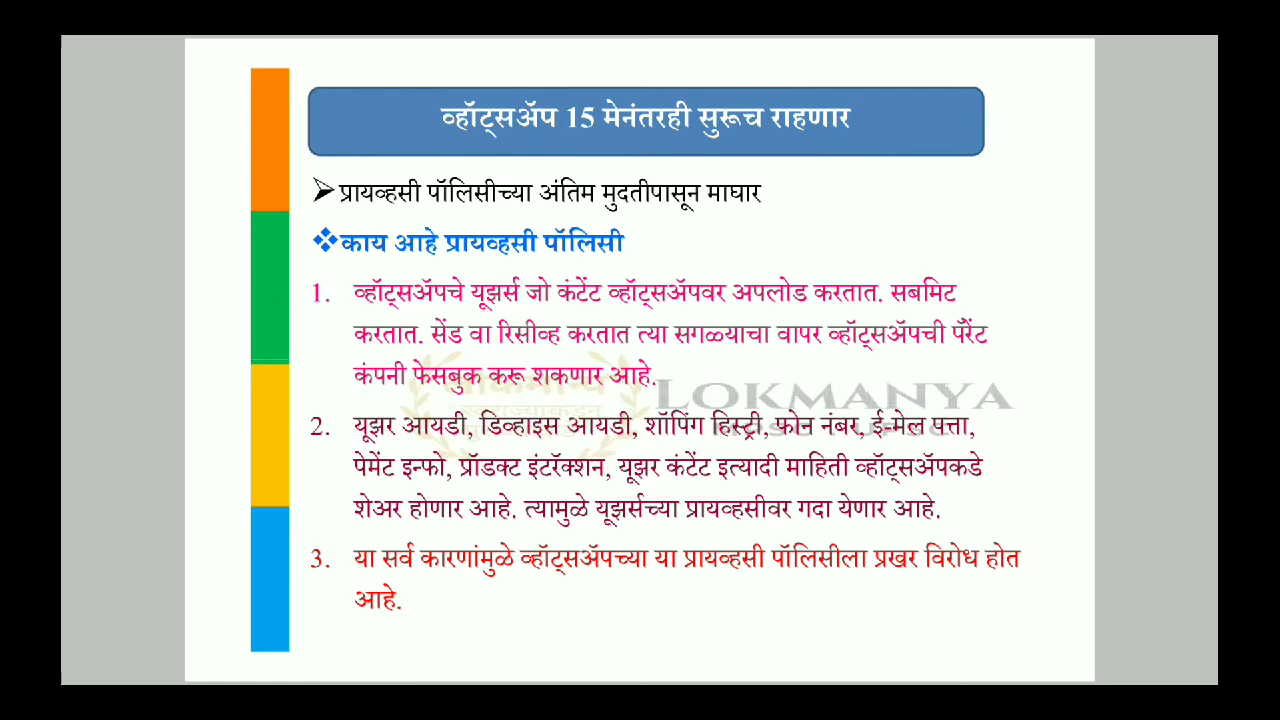 व्हॉट्सॲप 15 मेनंतरही सुरूच राहणार
➢प्रायव्हसी पॉलिसीच्या अंतिम मुदतीपासून माघार
❖काय आहे प्रायव्हसी पॉलिसी
1. व्हॉट्सॲपचे यूझर्स जो कंटेंट व्हॉट्सॲपवर अपलोड करतात. सबमिट
करतात. सेंड वा रिसीव्ह करतात त्या सगळ्याचा वापर व्हॉट्सॲपची पॅरेंट
कंपनी फेसबुक करू शकणार आहे.
LOKMANYA
2. यूझर आयडी, डिव्हाइस आयडी, शॉपिंग हिस्ट्री, फोन नंबर, ई-मेल पत्ता,
पेमेंट इन्फो, प्रॉडक्ट इंटरॅक्शन, यूझर कंटेंट इत्यादी माहिती व्हॉट्सॲपकडे
शेअर होणार आहे. त्यामुळे यूझर्सच्या प्रायव्हसीवर गदा येणार आहे.
3. या सर्व कारणांमुळे व्हॉट्सॲपच्या या प्रायव्हसी पॉलिसीला प्रखर विरोध होत
आहे.